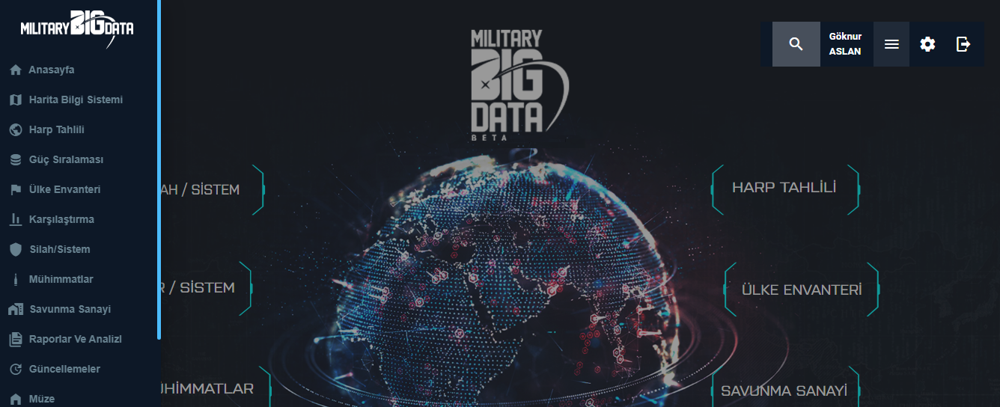 MILITARY BIG DATA
Anasayfa
Harita Bilgi Sistemi
Harp Tahlili
Güç Sıralaması
Ülke Envanteri
Karşılaştırma
Silah/Sistem
Mühimmatlar
Savunma Sanayi
Raporlar Ve Analizl
Güncellemeler
Müze
MILITARY
BIG
DATA
BETA
Göknur
ASLAN
AH / SİSTEM
R / SİSTEM
ÜHİMMATLAR
HARP TAHLİLİ
ÜLKE ENVANTERİ
SAVUNMA SANAYİ